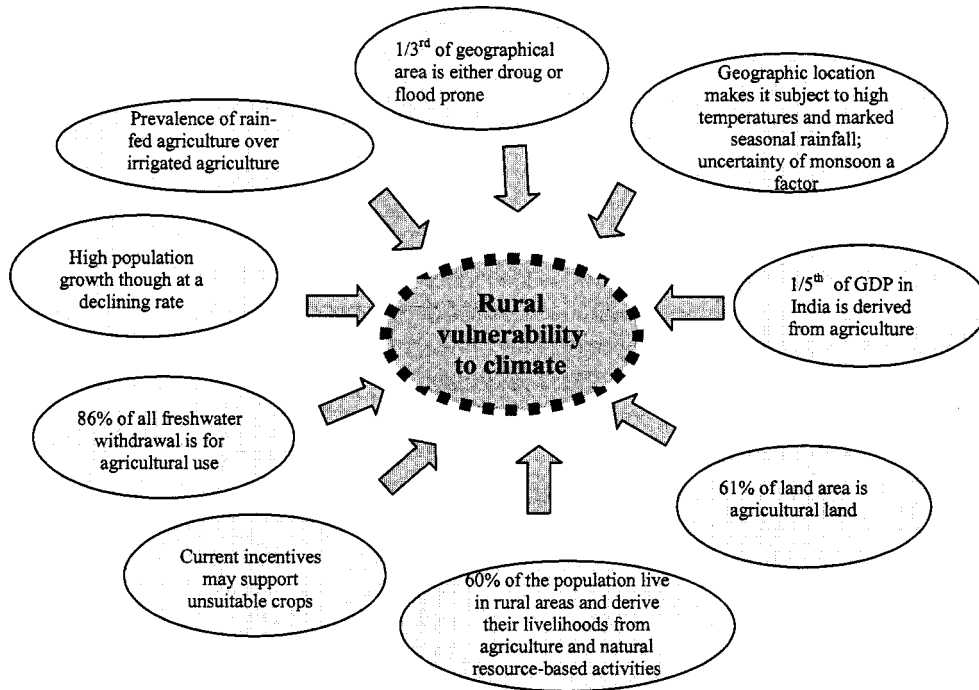 1/3rd of geographical
area is either droug or
flood prone
Geographic location
makes it subject to high
temperatures and marked
seasonal rainfall;
uncertainty of monsoon a
factor
Prevalence of rain-
fed agriculture over
irrigated agriculture
High population
growth though at a
declining rate
Rural
vulnerability
to climate
1/5th of GDP in
India is derived
from agriculture
86% of all freshwater
withdrawal is for
agricultural use
61% of land area is
agricultural land
Current incentives
may support
unsuitable crops
60% of the population live
in rural areas and derive
their livelihoods from
agriculture and natural
resource-based activities